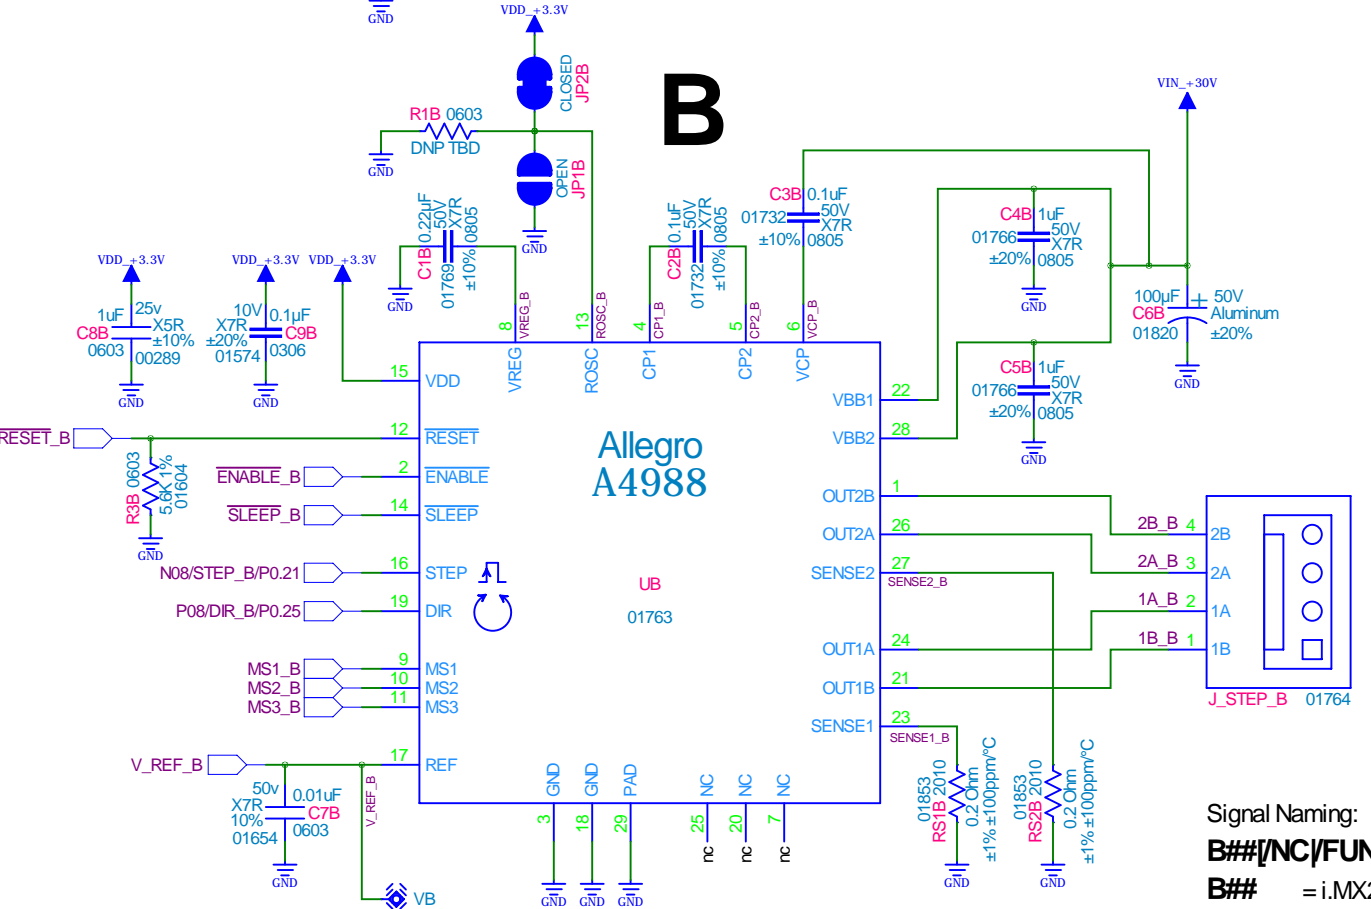 GND
VDD_+3.3V
CLOSED
JP2B
B
VIN_+30V
R1B 0603
DNP TBD
GND
OPEN
JP1B
GND
C1B 0.22µF
50V
X7R
01769
±10% 0805
GND
C2B 0.1uF
50V
X7R
01732
±10% 0805
C3B 0.1uF
01732 50V
X7R
±10% 0805
C4B 1uF
01766 50V
X7R
±20% 0805
GND
100µF + 50V
C6B Aluminum
01820 ±20%
GND
C5B 1uF
01766 50V
X7R
±20% 0805
GND
VDD_+3.3V VDD_+3.3V VDD_+3.3V
1uF 25v
C8B X5R
±10%
0603 00289
GND
10V 0.1µF
X7R
±20% C9B
01574 0306
GND
8 VREG_B
13 ROSC_B
4 CP1_B
5 CP2_B
6 VCP_B
VREG ROSC CP1 CP2 VCP
15 VDD
RESET_B 12 RESET
R3B 0603
5.6K 1%
01604
GND
ENABLE_B 2 ENABLE
SLEEP_B 14 SLEEP
N08/STEP_B/P0.21 16 STEP
P08/DIR_B/P0.25 19 DIR
MS1_B 9 MS1
MS2_B 10 MS2
MS3_B 11 MS3
V_REF_B 17 REF
V_REF_B
50v 0.01uF
X7R C7B
10%
01654 0603
GND
VB
Allegro
A4988
UB
01763
VBB1 22
VBB2 28
OUT2B 1
OUT2A 26
SENSE2 27
SENSE2_B
OUT1A 24
OUT1B 21
SENSE1 23
SENSE1_B
2B_B 4 2B
2A_B 3 2A
1A_B 2 1A
1B_B 1 1B
J_STEP_B 01764
01853
RS1B 2010
0.2 Ohm
±1% ±100ppm/°C
GND
01853
RS2B 2010
0.2 Ohm
±1% ±100ppm/°C
GND
GND GND PAD NC NC NC
3 18 29 25 20 7
nc nc nc
GND GND GND
Signal Naming:
B##[/NC|/FUN
B## = i.MX2